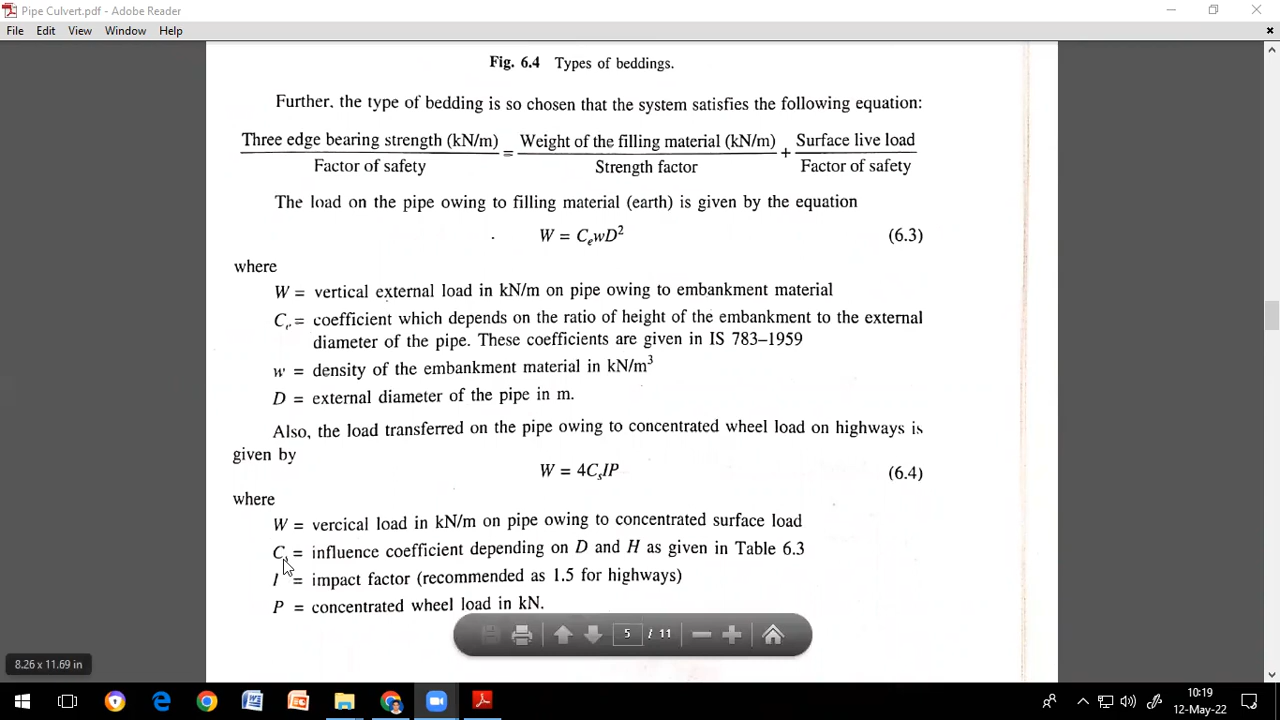 Pipe Culvert.pdf - Adobe Reader
File Edit View Window Help
Fig. 6.4 Types of beddings.
Further, the type of bedding is so chosen that the system satisfies the following equation:
Three edge bearing strength (kN/m) / Factor of safety = Weight of the filling material (kN/m) / Strength factor + Surface live load / Factor of safety
The load on the pipe owing to filling material (earth) is given by the equation
W = CₑwD² (6.3)
where
W = vertical external load in kN/m on pipe owing to embankment material
Cₑ = coefficient which depends on the ratio of height of the embankment to the external
diameter of the pipe. These coefficients are given in IS 783–1959
w = density of the embankment material in kN/m³
D = external diameter of the pipe in m.
Also, the load transferred on the pipe owing to concentrated wheel load on highways is
given by
W = 4CₛIP (6.4)
where
W = vercical load in kN/m on pipe owing to concentrated surface load
Cₛ = influence coefficient depending on D and H as given in Table 6.3
I = impact factor (recommended as 1.5 for highways)
P = concentrated wheel load in kN.
5 / 11
8.26 x 11.69 in
10:19
12-May-22